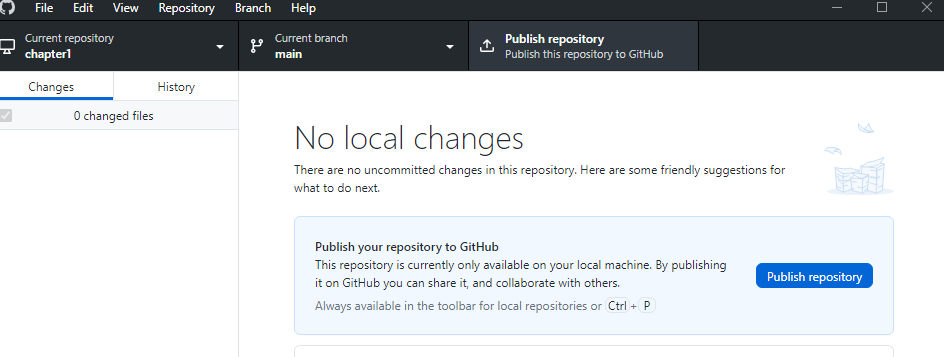 File Edit View Repository Branch Help
Current repository
chapter1
Current branch
main
Publish repository
Publish this repository to GitHub
Changes
History
0 changed files
No local changes
There are no uncommitted changes in this repository. Here are some friendly suggestions for
what to do next.
Publish your repository to GitHub
This repository is currently only available on your local machine. By publishing
it on GitHub you can share it, and collaborate with others.
Always available in the toolbar for local repositories or Ctrl + P
Publish repository